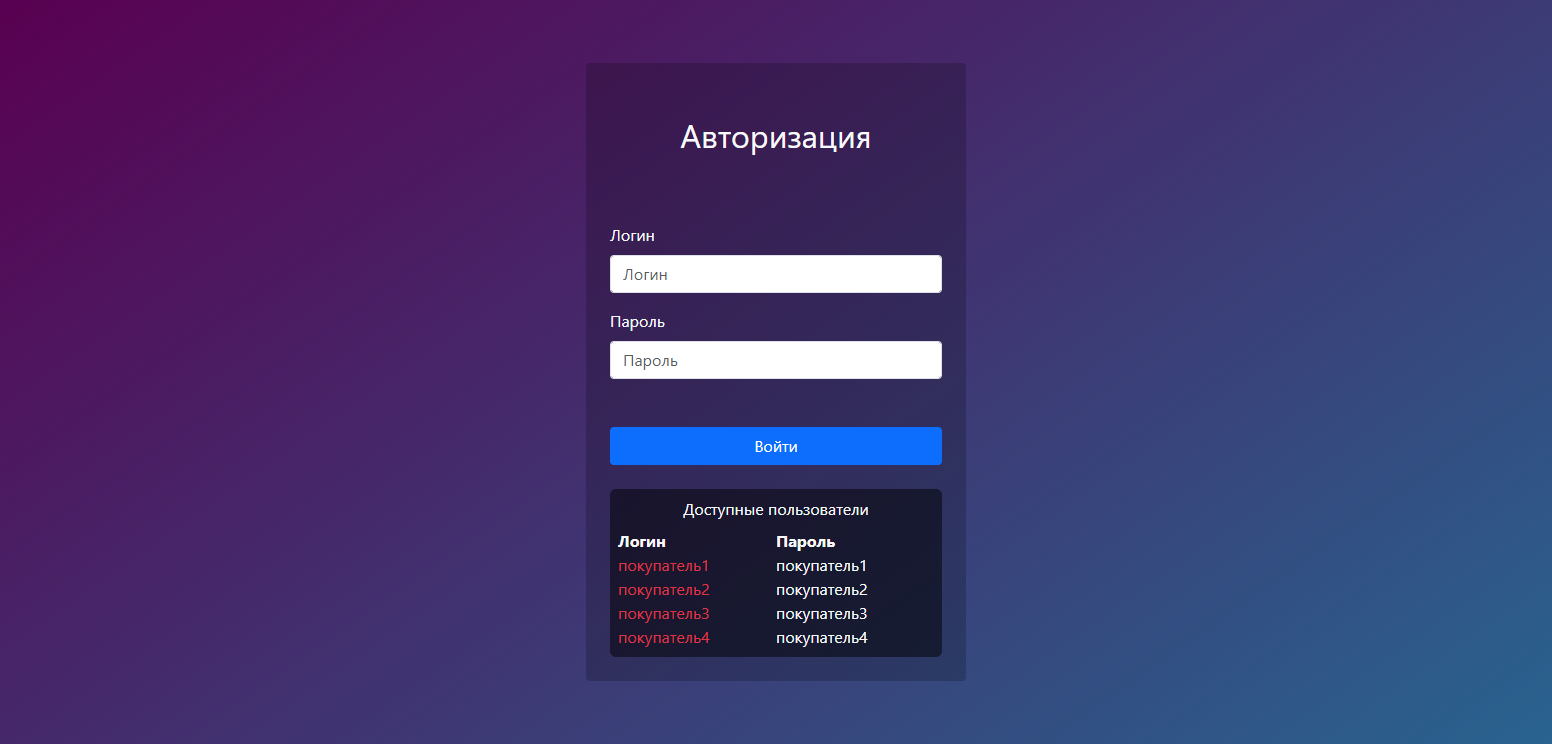 Авторизация
Логин
Логин
Пароль
Пароль
Войти
Доступные пользователи
Логин Пароль
покупатель1 покупатель1
покупатель2 покупатель2
покупатель3 покупатель3
покупатель4 покупатель4